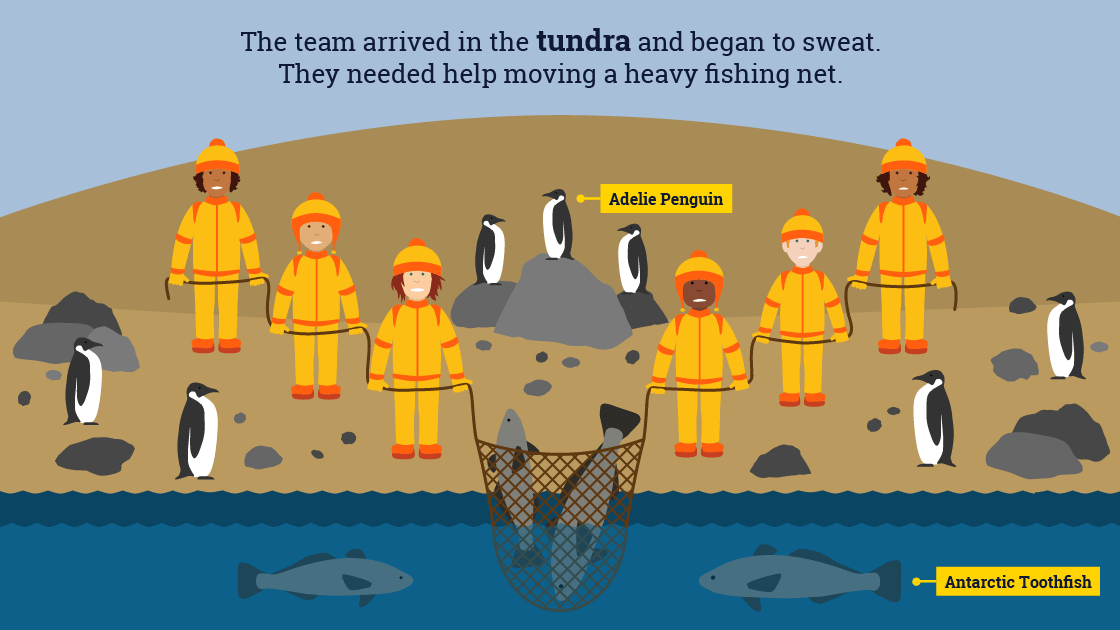 The team arrived in the tundra and began to sweat.
They needed help moving a heavy fishing net.
Adelie Penguin
Antarctic Toothfish